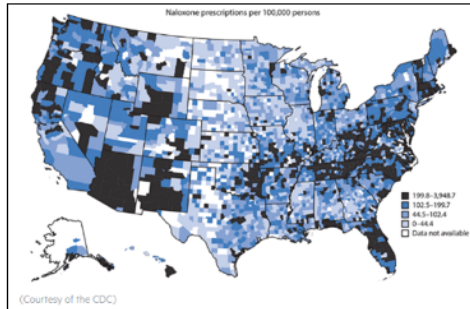 Naloxone prescriptions per 100,000 persons
199.8–3,948.7
102.5–199.7
44.5–102.4
0–44.4
Data not available
(Courtesy of the CDC)